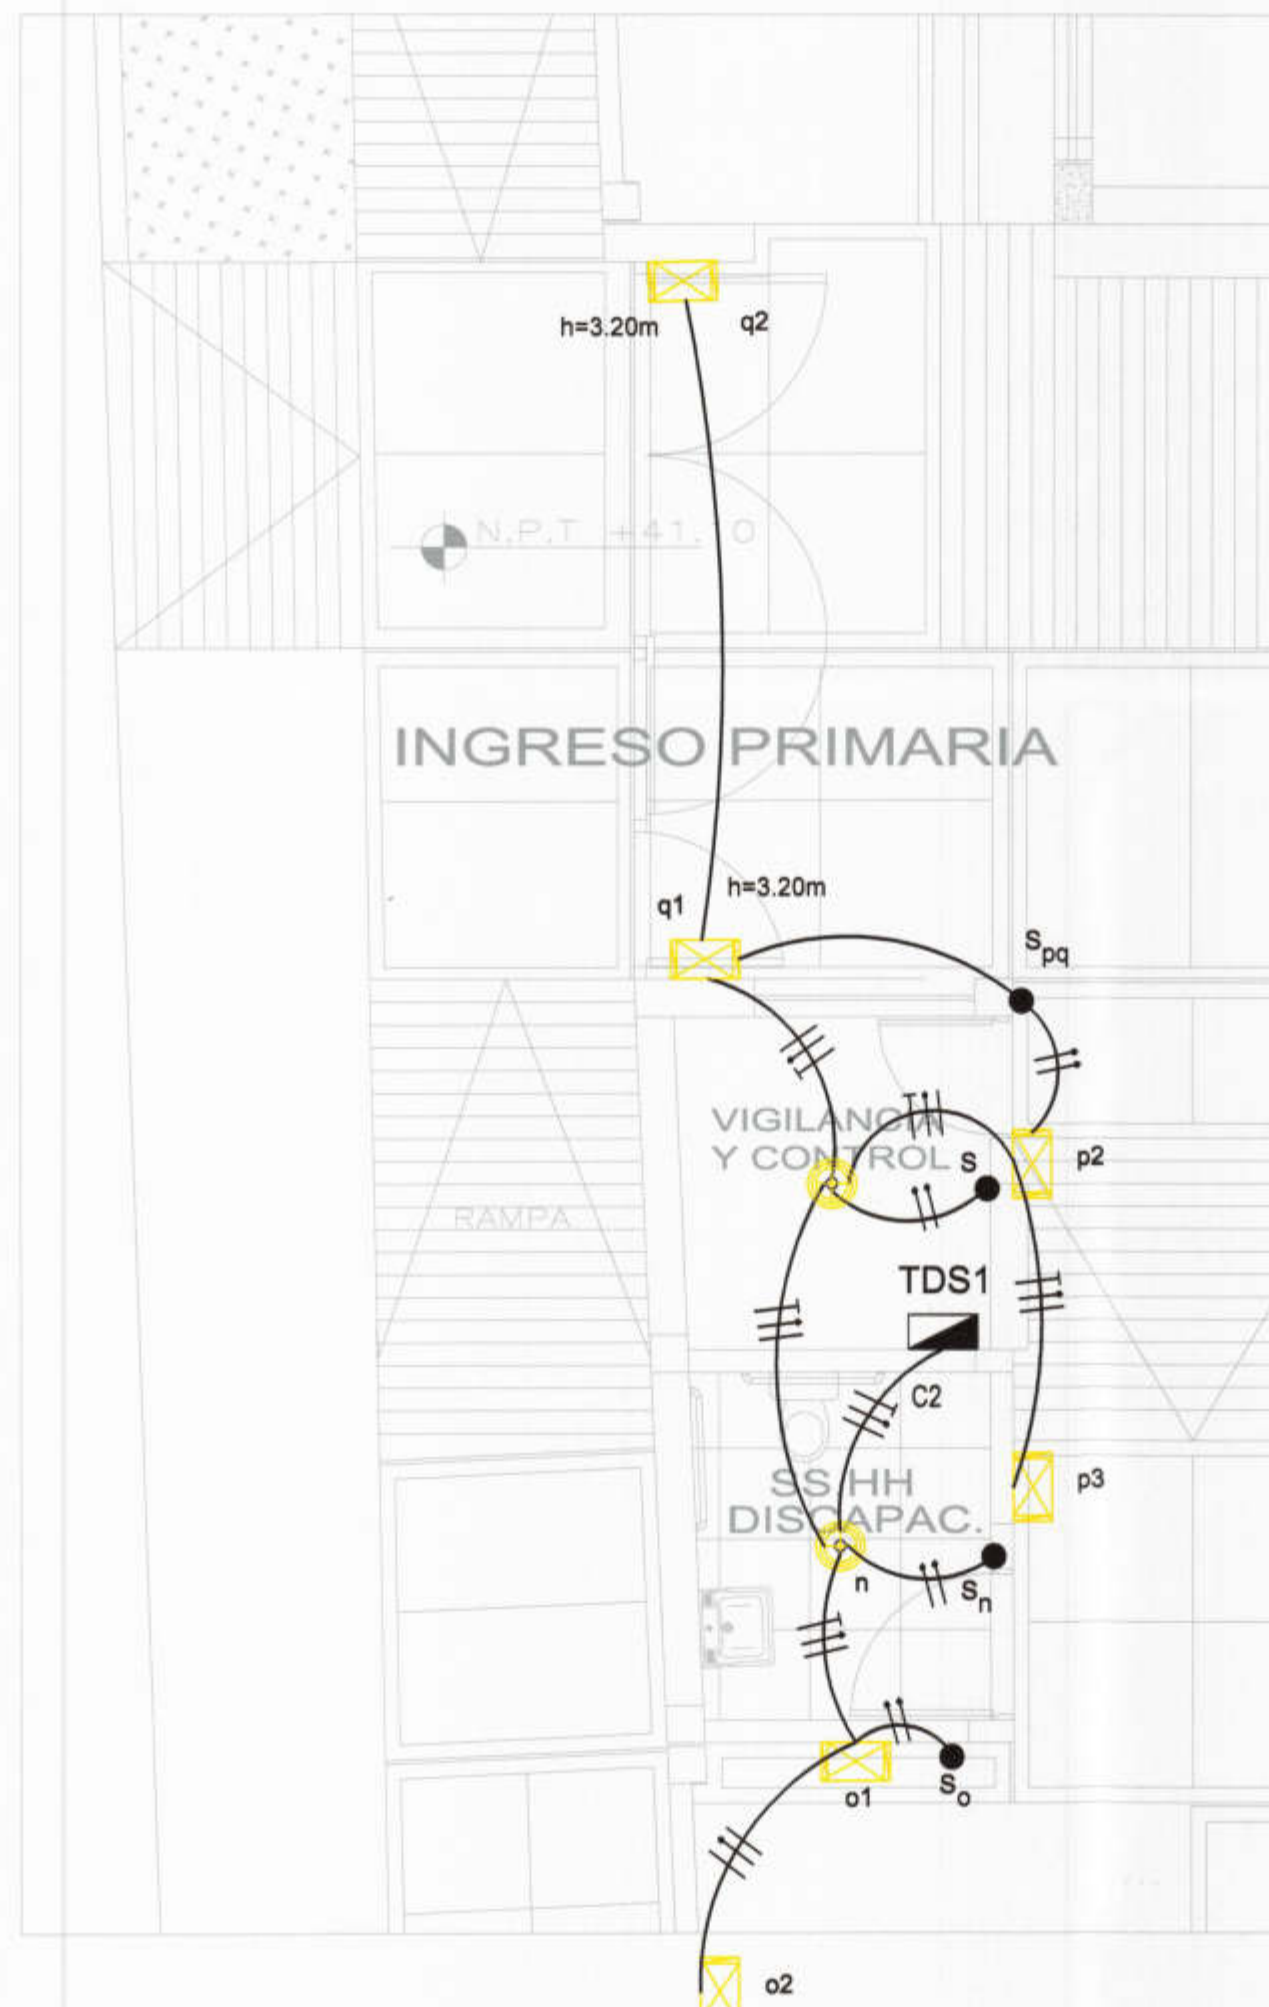 h=3.20m
q2
N.P.T +41. 0
INGRESO PRIMARIA
h=3.20m
q1
Spq
VIGILANCIA
Y CONTROL
S
p2
RAMPA
TDS1
C2
SS.HH
DISCAPAC.
p3
n
Sn
o1
So
o2